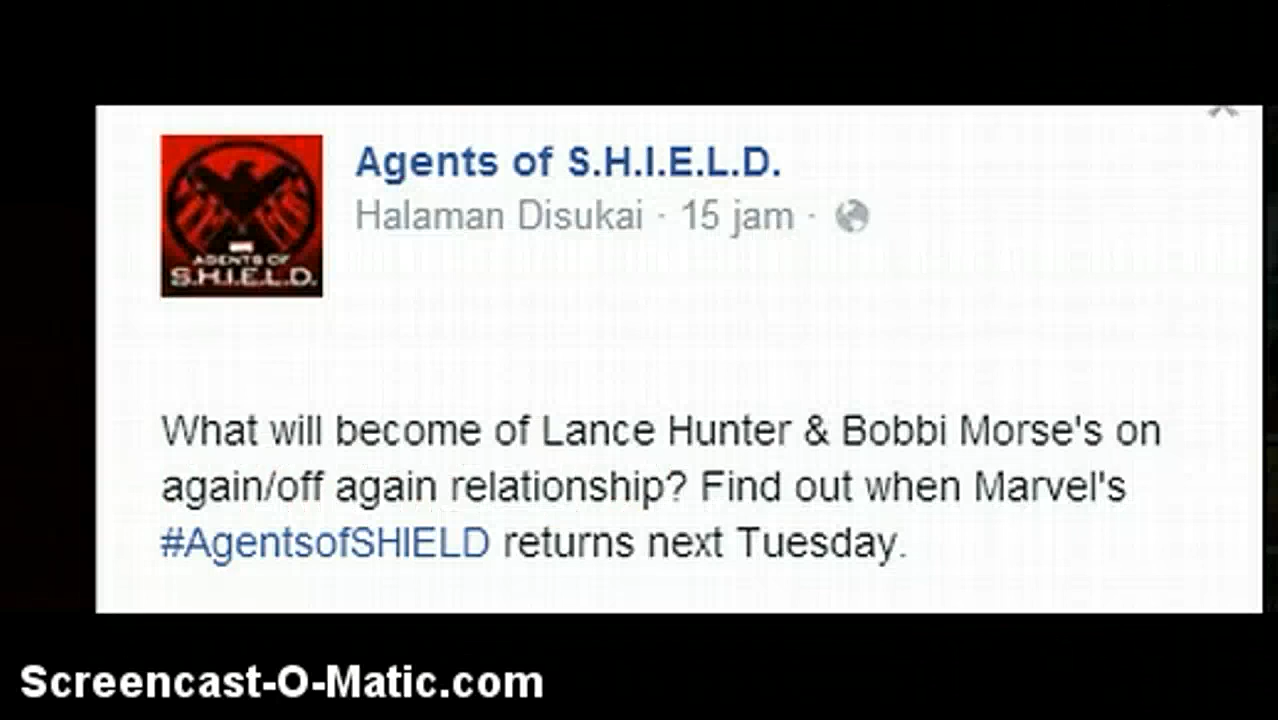 Agents of S.H.I.E.L.D.
Halaman Disukai · 15 jam ·
AGENTS OF
S.H.I.E.L.D.
What will become of Lance Hunter & Bobbi Morse's on
again/off again relationship? Find out when Marvel's
#AgentsofSHIELD returns next Tuesday.
Screencast-O-Matic.com